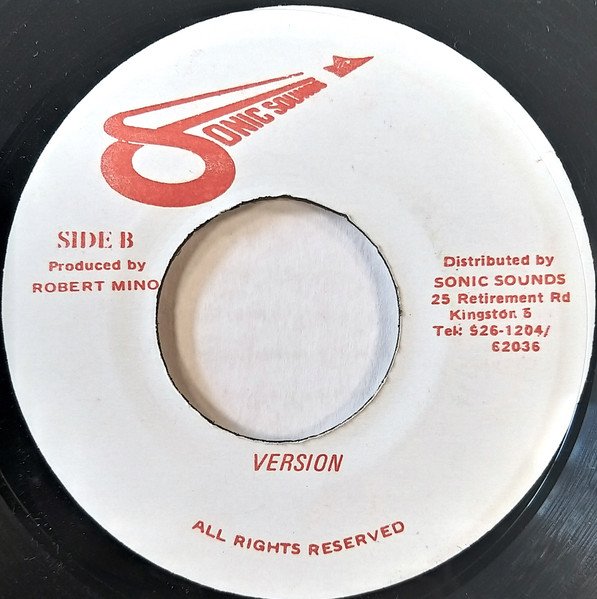 SONIC SOUNDS
SIDE B
Produced by
ROBERT MINO
Distributed by
SONIC SOUNDS
25 Retirement Rd
Kingston 5
Tek: 926-1204/
62036
VERSION
ALL RIGHTS RESERVED